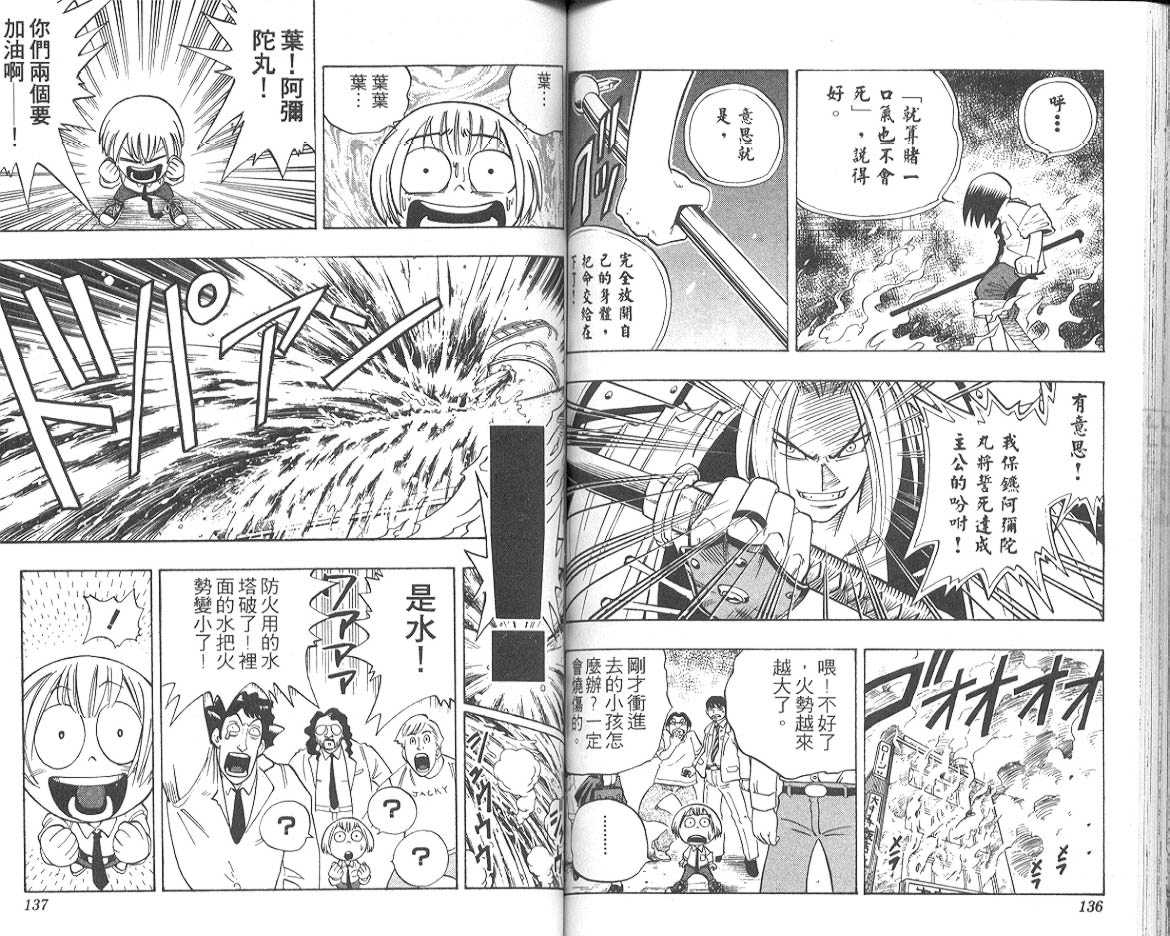 呼…
「就算賭一
口氣也不會
死」，說得
好。
意思就
是，
完全放開自
己的身體，
把命交給在
有意思！
我保鑣阿彌陀
丸將誓死達成
主公的吩咐！
ゴオオオオ
メラ
メラ
喂！不好了
，火勢越來
越大了。
剛才衝進
去的小孩怎
麼辦？一定
會燒傷的。
……
136
葉…
葉葉
葉…
葉！阿彌
陀丸！
你們兩個要
加油啊——！
ドバアーン
！
是水！
ワァァァ
防火用的水
塔破了！裡
面的水把火
勢變小了！
JACKY
？
？
？
！
137